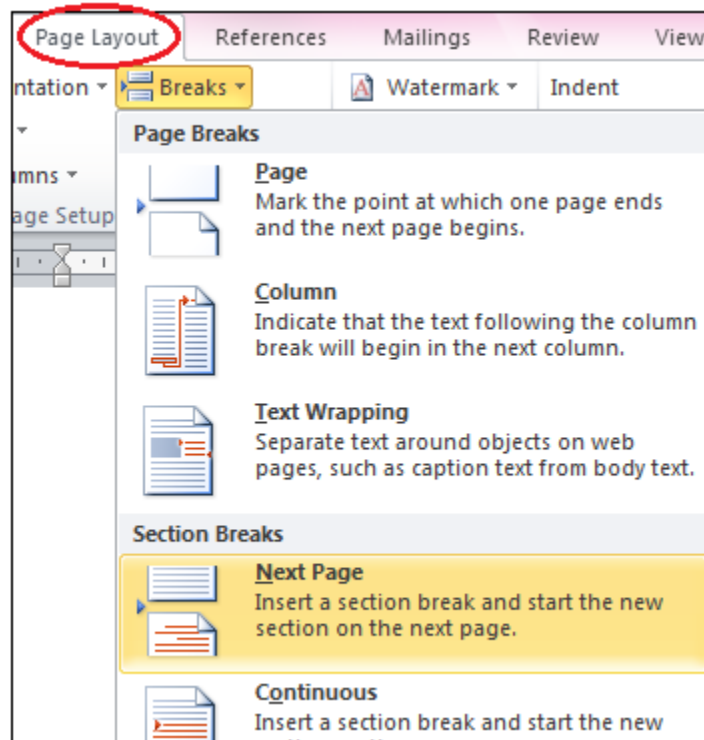 Page Layout References Mailings Review View
ntation Breaks Watermark Indent
Page Breaks
umns
age Setup
Page
Mark the point at which one page ends
and the next page begins.
Column
Indicate that the text following the column
break will begin in the next column.
Text Wrapping
Separate text around objects on web
pages, such as caption text from body text.
Section Breaks
Next Page
Insert a section break and start the new
section on the next page.
Continuous
Insert a section break and start the new